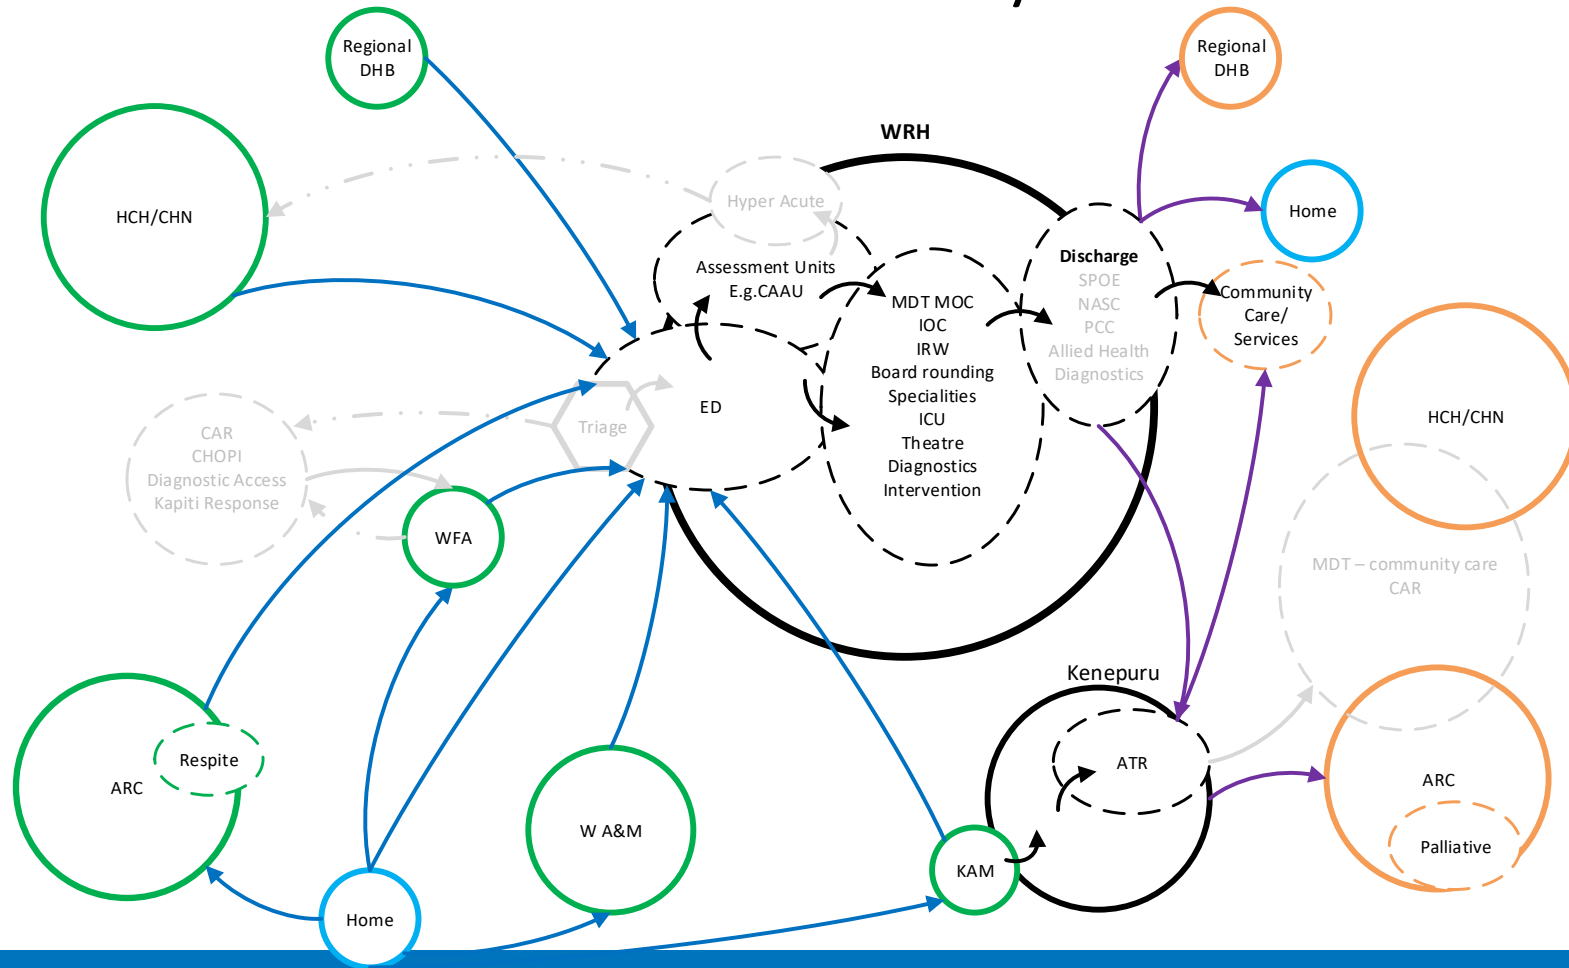 Regional
DHB
Regional
DHB
WRH
HCH/CHN
Hyper Acute
Home
Discharge
SPOE
NASC
PCC
Allied Health
Diagnostics
Assessment Units
E.g.CAAU
Community
Care/
Services
MDT MOC
IOC
IRW
Board rounding
Specialities
ICU
Theatre
Diagnostics
Intervention
ED
Triage
HCH/CHN
CAR
CHOPI
Diagnostic Access
Kapiti Response
WFA
MDT – community care
CAR
Kenepuru
Respite
ARC
ATR
ARC
W A&M
Palliative
KAM
Home